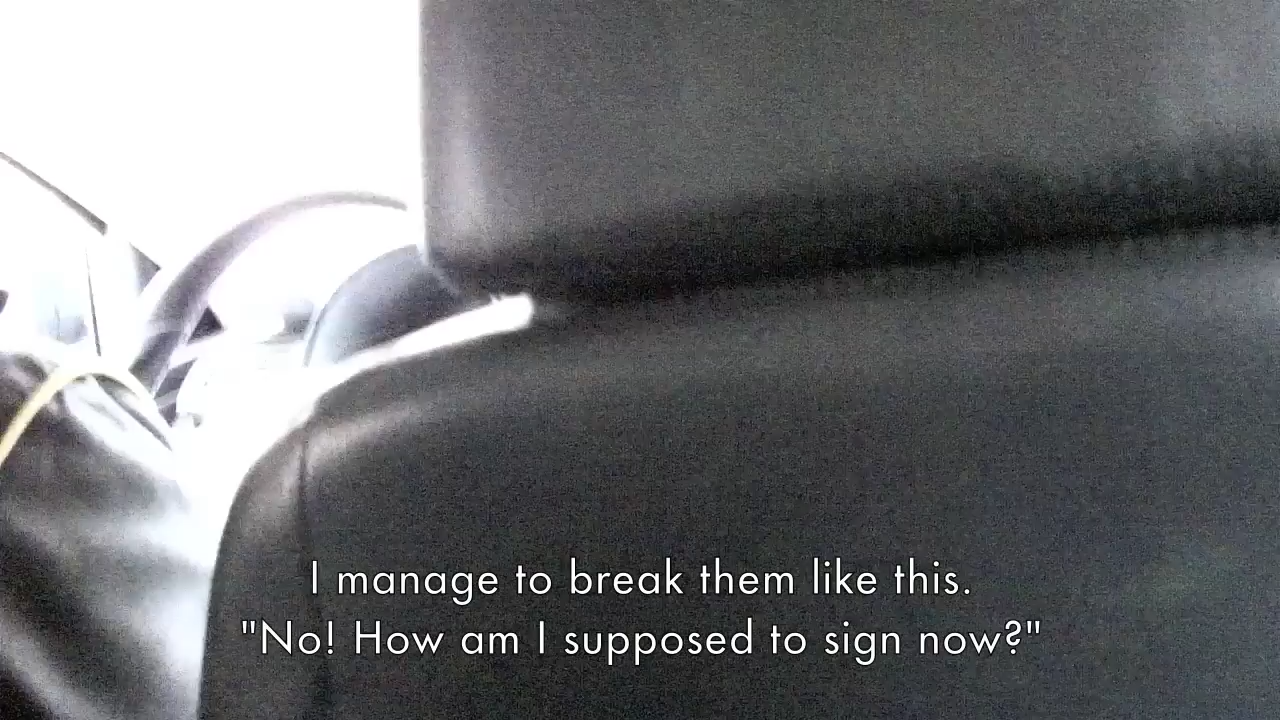 I manage to break them like this.
"No! How am I supposed to sign now?"